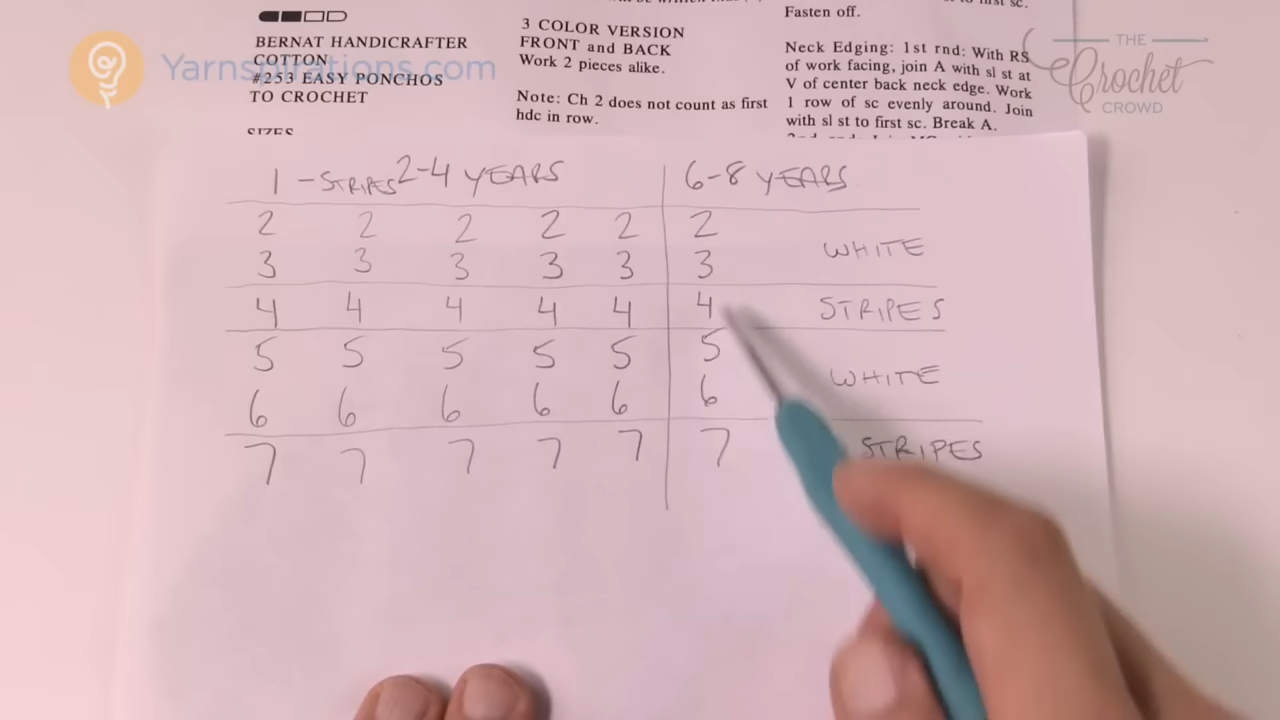 BERNAT HANDICRAFTER
COTTON
#253 EASY PONCHOS
TO CROCHET
SIZES
3 COLOR VERSION
FRONT and BACK
Work 2 pieces alike.
Note: Ch 2 does not count as first
hdc in row.
Fasten off.
Neck Edging: 1st rnd: With RS
of work facing, join A with sl st at
V of center back neck edge. Work
1 row of sc evenly around. Join
with sl st to first sc. Break A.
Yarnspirations.com
THE
Crochet
CROWD
1 - STRIPES 2-4 YEARS 6-8 YEARS
2 2 2 2 2 2
WHITE
3 3 3 3 3 3
4 4 4 4 4 4 STRIPES
5 5 5 5 5 5
WHITE
6 6 6 6 6 6
7 7 7 7 7 7 STRIPES